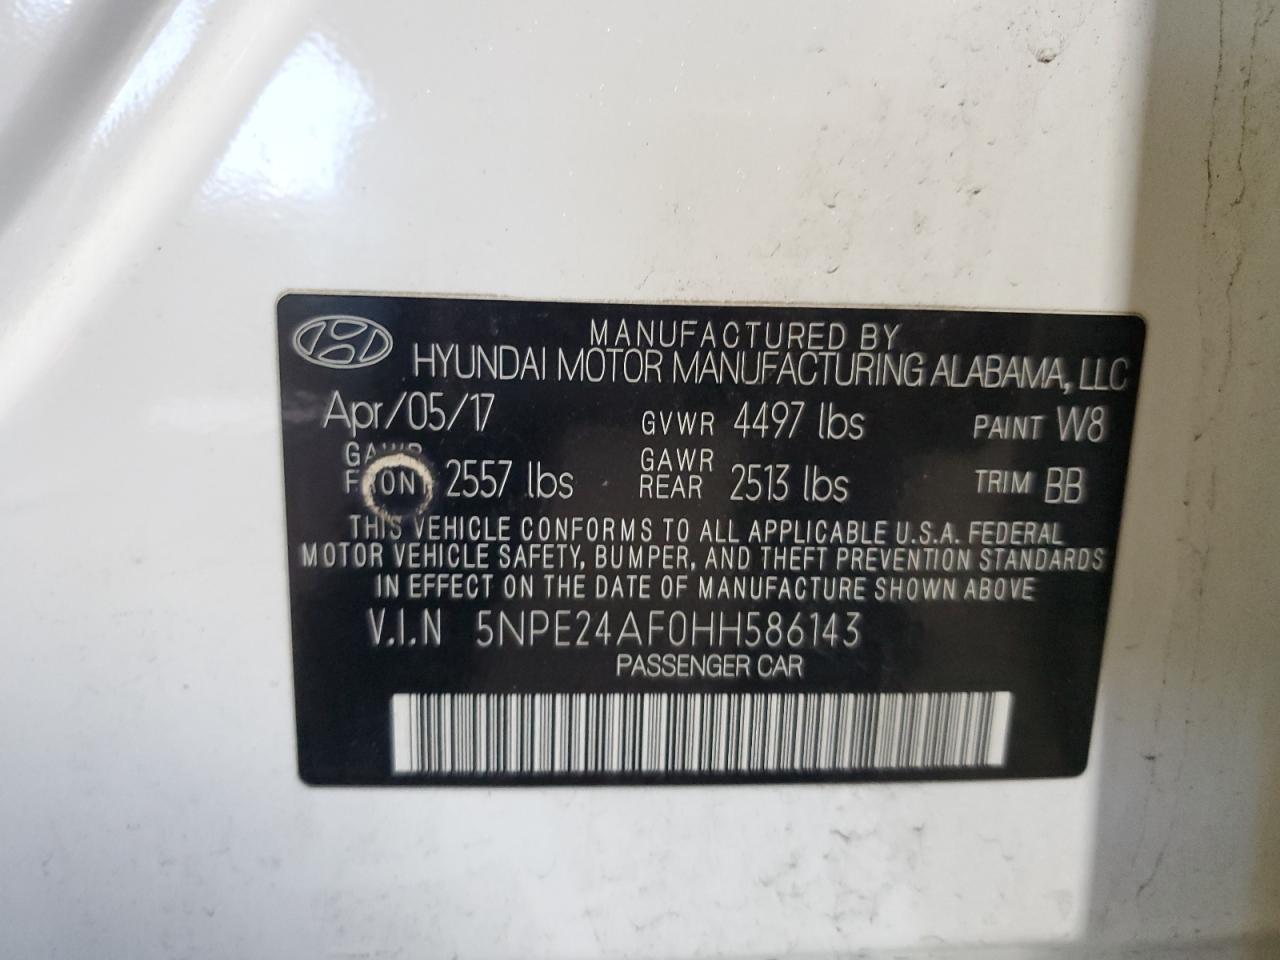 MANUFACTURED BY
HYUNDAI MOTOR MANUFACTURING ALABAMA, LLC
Apr/05/17 GVWR 4497 lbs PAINT W8
GAWR FRONT 2557 lbs GAWR REAR 2513 lbs TRIM BB
THIS VEHICLE CONFORMS TO ALL APPLICABLE U.S.A. FEDERAL
MOTOR VEHICLE SAFETY, BUMPER, AND THEFT PREVENTION STANDARDS
IN EFFECT ON THE DATE OF MANUFACTURE SHOWN ABOVE
V.I.N 5NPE24AF0HH586143
PASSENGER CAR